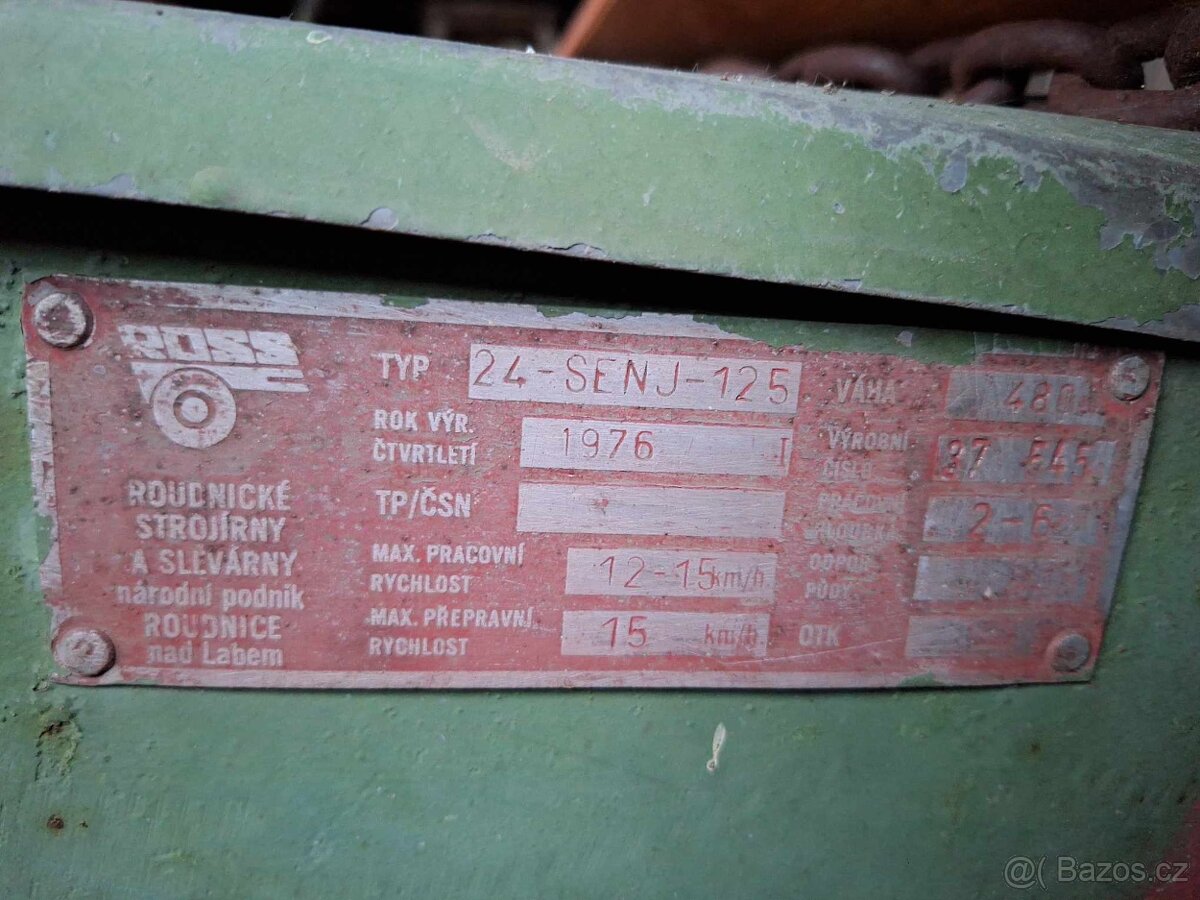 ROSS
ROUDNICKÉ
STROJÍRNY
A SLÉVÁRNY
národní podnik
ROUDNICE
nad Labem
TYP 24-SENJ-125
ROK VÝR. 1976 I
ČTVRTLETÍ
TP/ČSN
MAX. PRACOVNÍ 12-15 km/h
RYCHLOST
MAX. PŘEPRAVNÍ 15 km/h
RYCHLOST
VÁHA 480
VÝROBNÍ 37 545
ČÍSLO
PRACOVNÍ 2-6
HLOUBKA
ODPOR
PŮDY
OTK
@( Bazos.cz